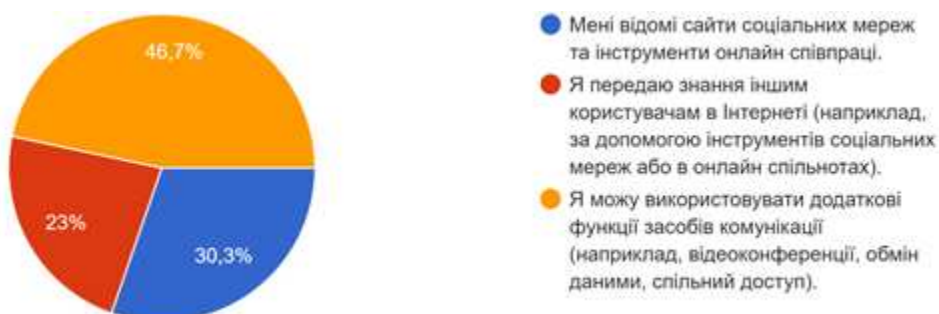 46,7%
23%
30,3%
Мені відомі сайти соціальних мереж
та інструменти онлайн співпраці.
Я передаю знання іншим
користувачам в Інтернеті (наприклад,
за допомогою інструментів соціальних
мереж або в онлайн спільнотах).
Я можу використовувати додаткові
функції засобів комунікації
(наприклад, відеоконференції, обмін
даними, спільний доступ).